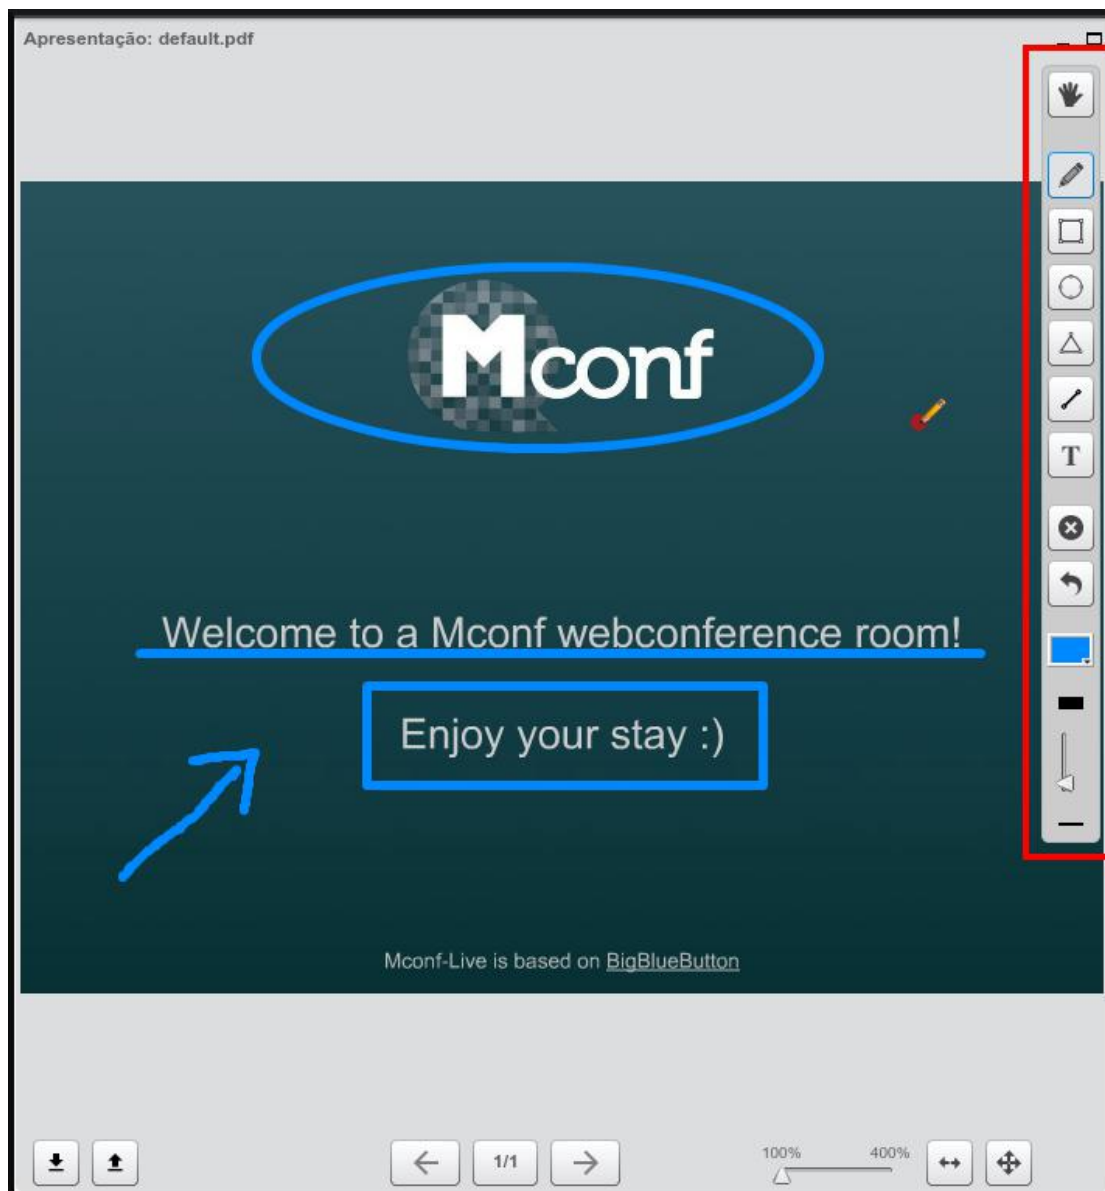 Apresentação: default.pdf
Mconf
T
Welcome to a Mconf webconference room!
Enjoy your stay :)
Mconf-Live is based on BigBlueButton
1/1
100%
400%